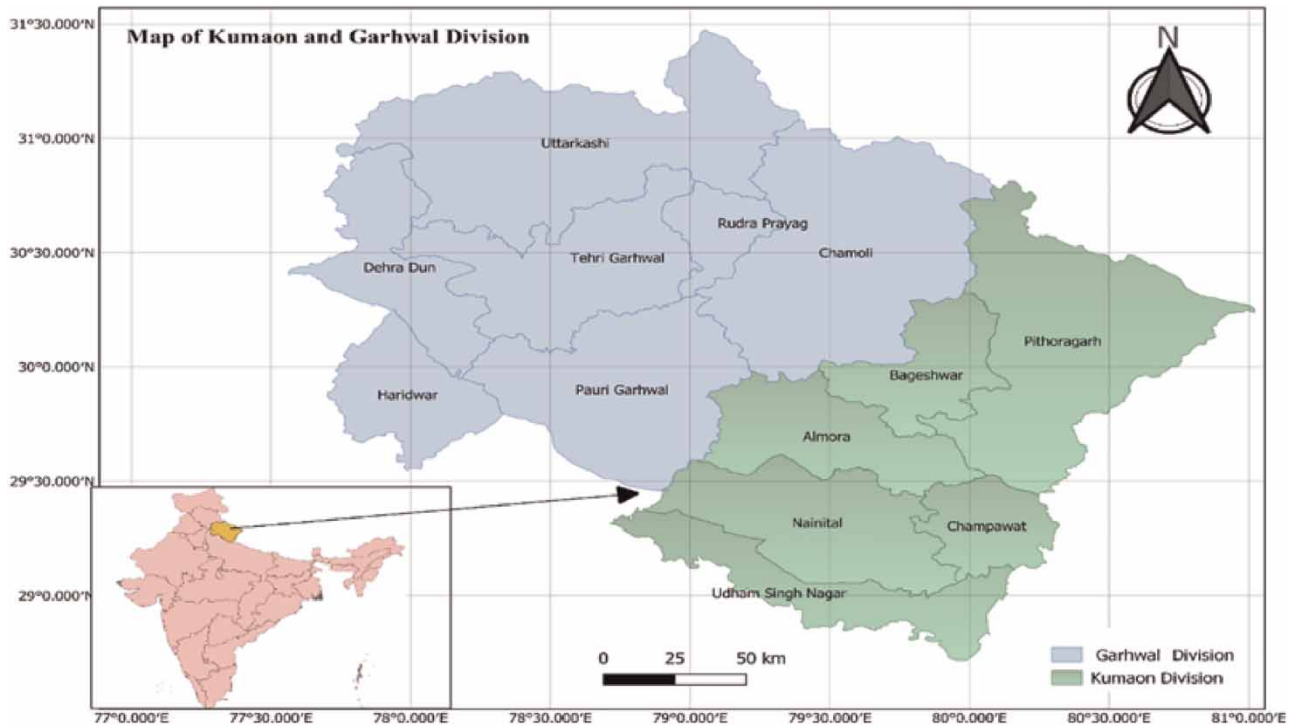 31°30.000'N
Map of Kumaon and Garhwal Division
N
31°0.000'N
Uttarkashi
30°30.000'N
Rudra Prayag
Chamoli
Tehri Garhwal
Dehra Dun
Pithoragarh
30°0.000'N
Bageshwar
Haridwar
Pauri Garhwal
Almora
29°30.000'N
Nainital
Champawat
29°0.000'N
Udham Singh Nagar
0 25 50 km
Garhwal Division
Kumaon Division
77°0.000'E 77°30.000'E 78°0.000'E 78°30.000'E 79°0.000'E 79°30.000'E 80°0.000'E 80°30.000'E 81°0.000'E